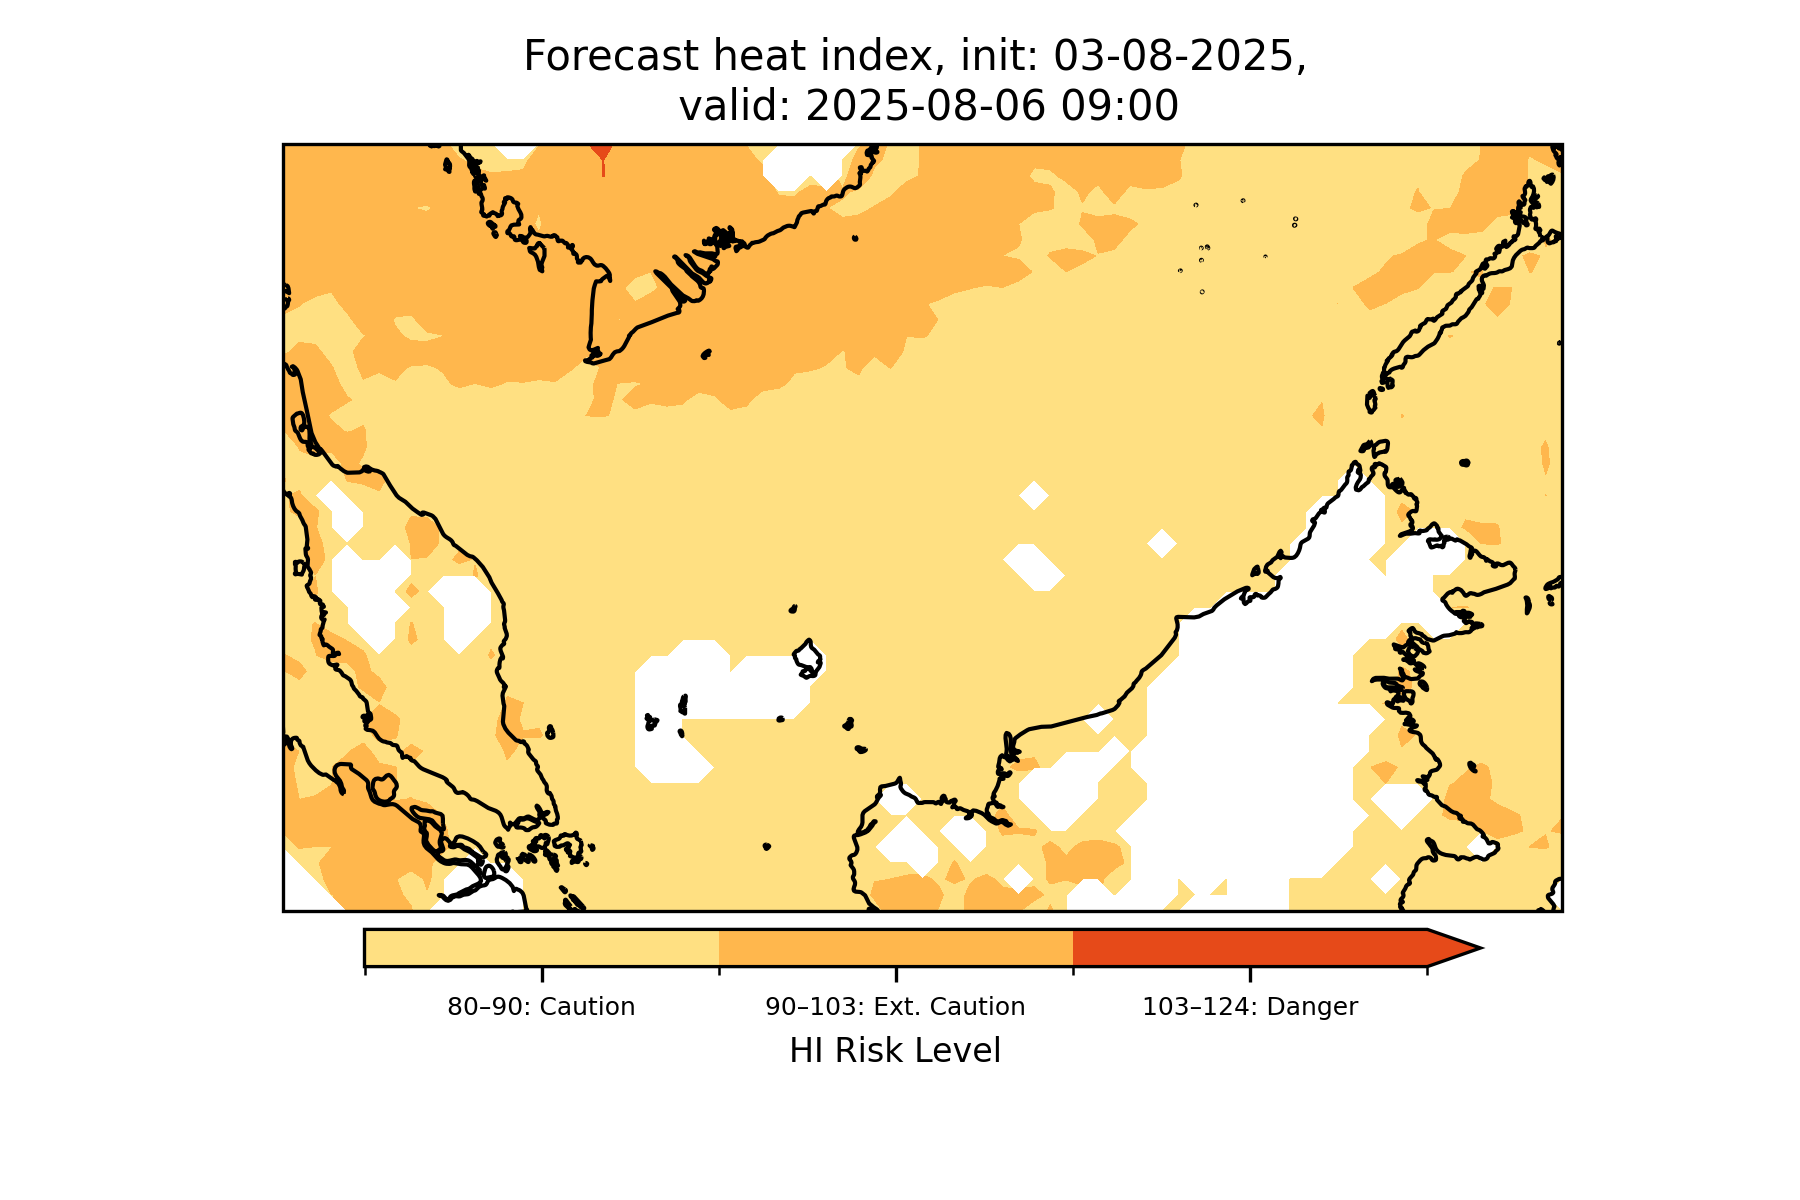 Forecast heat index, init: 03-08-2025,
valid: 2025-08-06 09:00
80–90: Caution
90–103: Ext. Caution
103–124: Danger
HI Risk Level